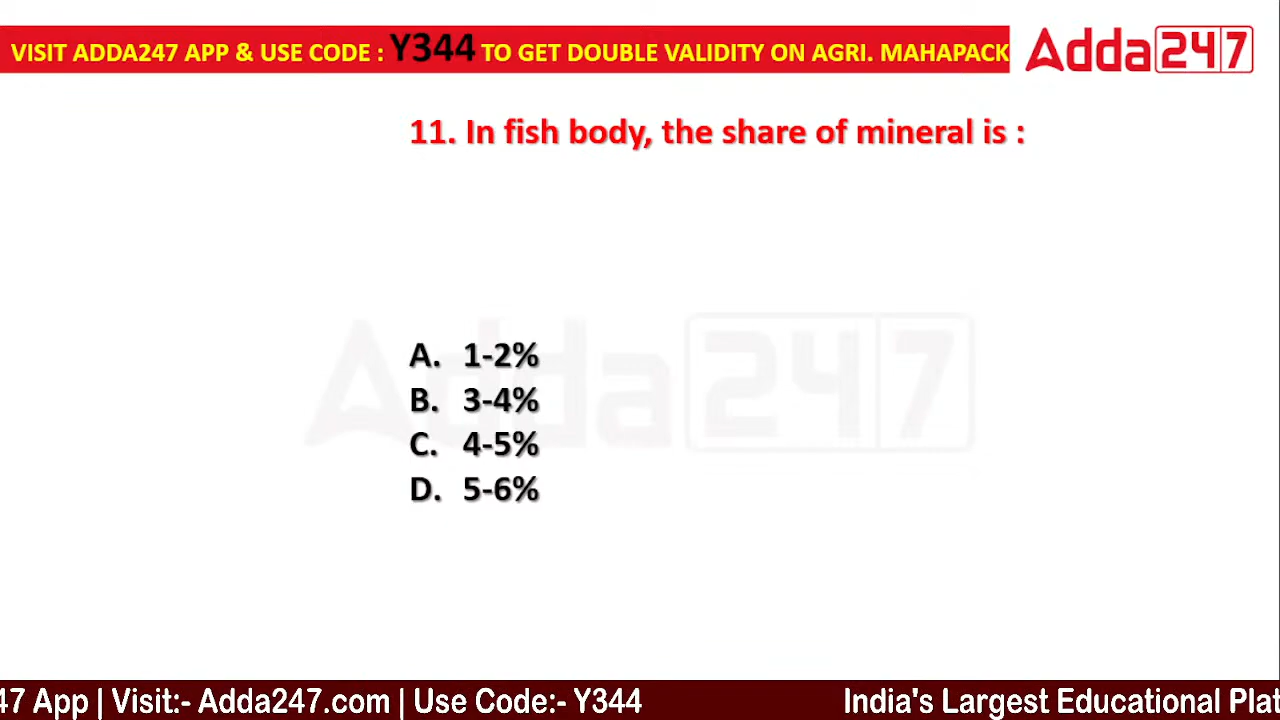 VISIT ADDA247 APP & USE CODE : Y344 TO GET DOUBLE VALIDITY ON AGRI. MAHAPACK
Adda247
11. In fish body, the share of mineral is :
Adda247
A. 1-2%
B. 3-4%
C. 4-5%
D. 5-6%
47 App | Visit:- Adda247.com | Use Code:- Y344 India's Largest Educational Plat